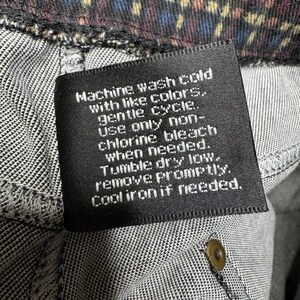 Machine wash cold
with like colors,
gentle cycle.
Use only non-
chlorine bleach
when needed.
Tumble dry low,
remove promptly.
Cool iron if needed.